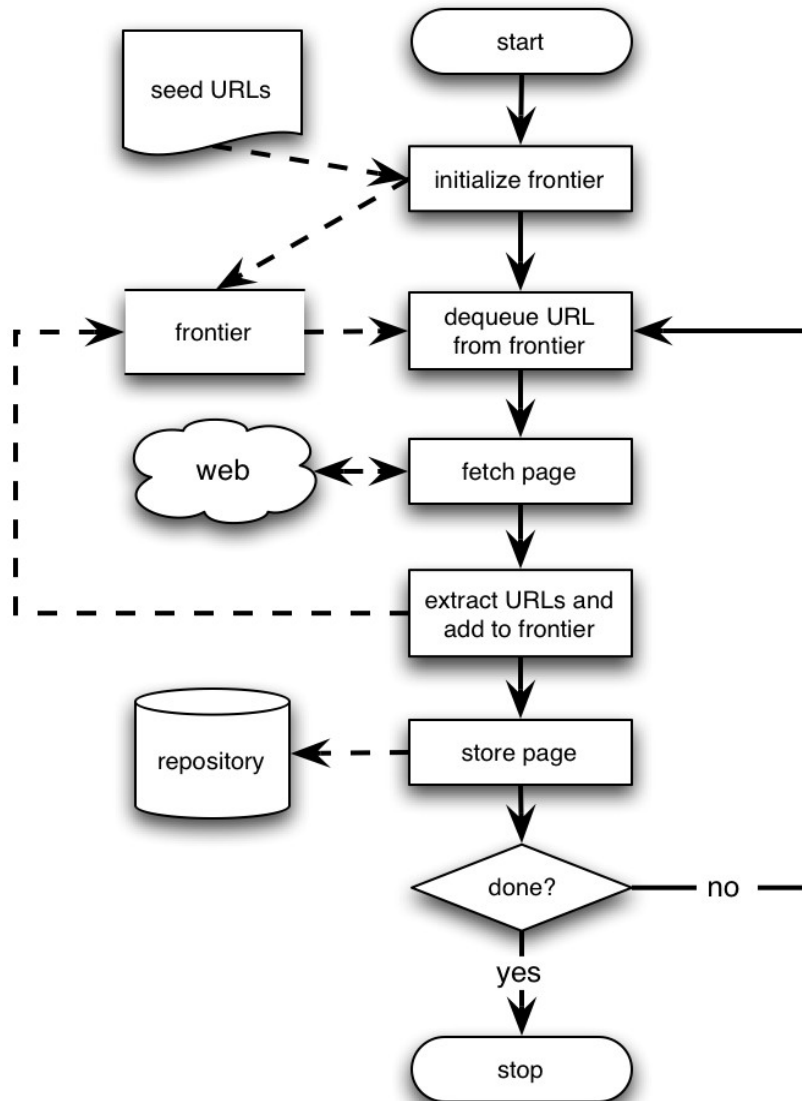 start
seed URLs
initialize frontier
frontier
dequeue URL
from frontier
web
fetch page
extract URLs and
add to frontier
repository
store page
done?
no
yes
stop